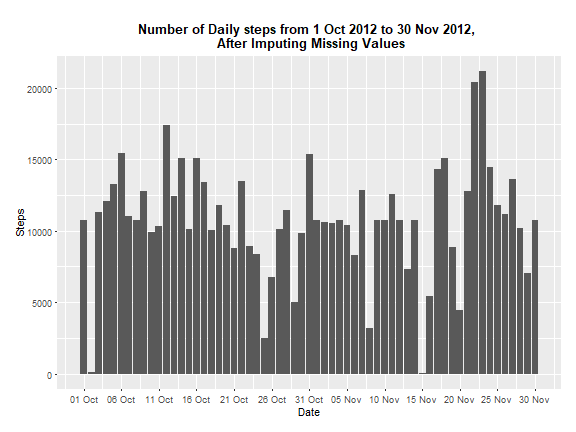 Number of Daily steps from 1 Oct 2012 to 30 Nov 2012,
After Imputing Missing Values
20000
15000
10000
5000
0
Steps
01 Oct 06 Oct 11 Oct 16 Oct 21 Oct 26 Oct 31 Oct 05 Nov 10 Nov 15 Nov 20 Nov 25 Nov 30 Nov
Date